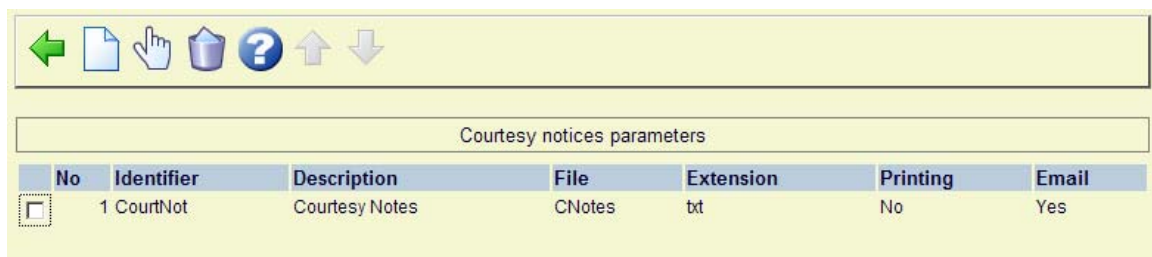 Courtesy notices parameters
No Identifier Description File Extension Printing Email
1 CourtNot Courtesy Notes CNotes txt No Yes